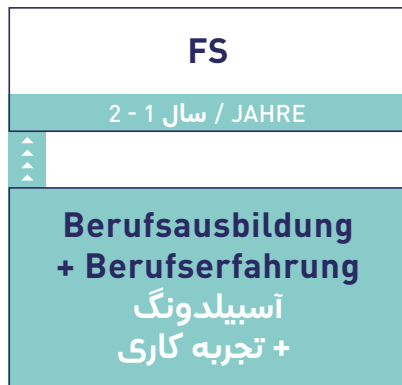 FS
2 - 1 سال / JAHRE
Berufsausbildung
+ Berufserfahrung
آسبیلدونگ
+ تجربه کاری